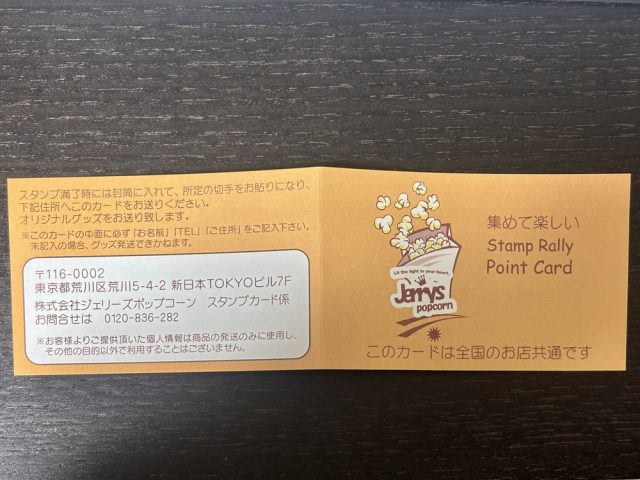 スタンプ満了時には封筒に入れて、所定の切手をお貼りになり、
下記住所へこのカードをお送りください。
オリジナルグッズをお送り致します。
※このカードの中面に必ず「お名前」「TEL」「ご住所」をご記入下さい。
未記入の場合、グッズ発送できかねます。
〒116-0002
東京都荒川区荒川5-4-2 新日本TOKYOビル7F
株式会社ジェリーズポップコーン スタンプカード係
お問合せは 0120-836-282
※お客様よりご提供頂いた個人情報は商品の発送のみに使用し、
その他の目的以外で利用することはございません。
Lit the light in your heart.
Jerrys
popcorn
集めて楽しい
Stamp Rally
Point Card
このカードは全国のお店共通です